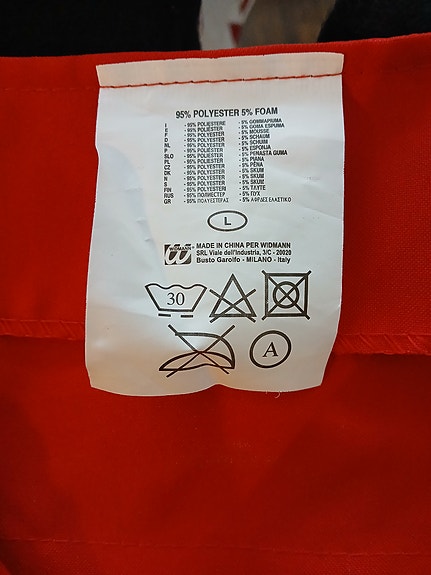 95% POLYESTER 5% FOAM
I - 95% POLIESTERE - 5% GOMMAPIUMA
E - 95% POLIÉSTER - 5% GOMA ESPUMA
F - 95% POLYESTER - 5% MOUSSE
D - 95% POLYESTER - 5% SCHAUM
NL - 95% POLYESTER - 5% SCHUIM
P - 95% POLIÉSTER - 5% ESPONJA
SLO - 95% POLIESTER - 5% PENASTA GUMA
PL - 95% POLIESTER - 5% PIANA
CZ - 95% POLYESTER - 5% PĚNA
DK - 95% POLYESTER - 5% SKUM
N - 95% POLYESTER - 5% SKUM
S - 95% POLYESTER - 5% SKUM
FIN - 95% POLYESTERI
RUS - 95% ПОЛИЕСТЕР - 5% ПУХ
GR - 95% ΠΟΛΥΕΣΤΕΡΑΣ - 5% ΑΦΡΩΔΕΣ ΕΛΑΣΤΙΚΟ
L
WIDMANN
MADE IN CHINA PER WIDMANN
SRL Viale dell'Industria, 3/C - 20020
Busto Garolfo - MILANO - Italy
30
A